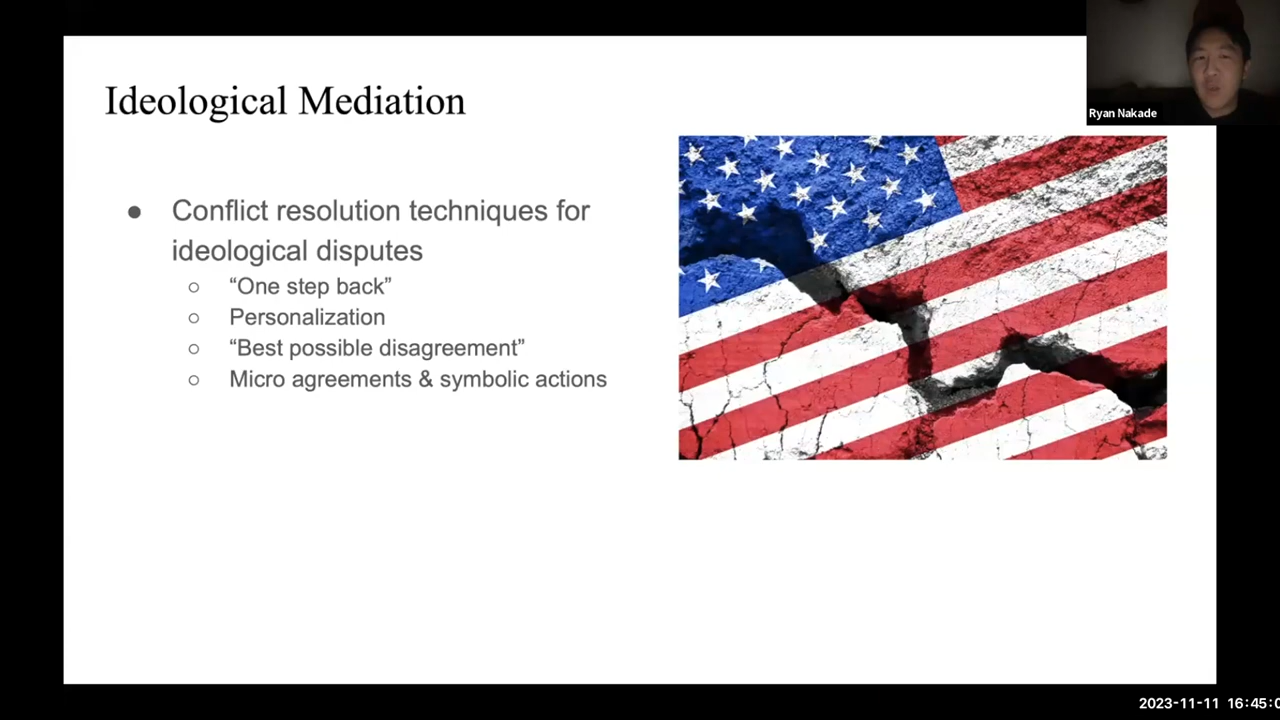 Ideological Mediation
Ryan Nakade
● Conflict resolution techniques for
ideological disputes
○ “One step back”
○ Personalization
○ “Best possible disagreement”
○ Micro agreements & symbolic actions
2023-11-11 16:45:0